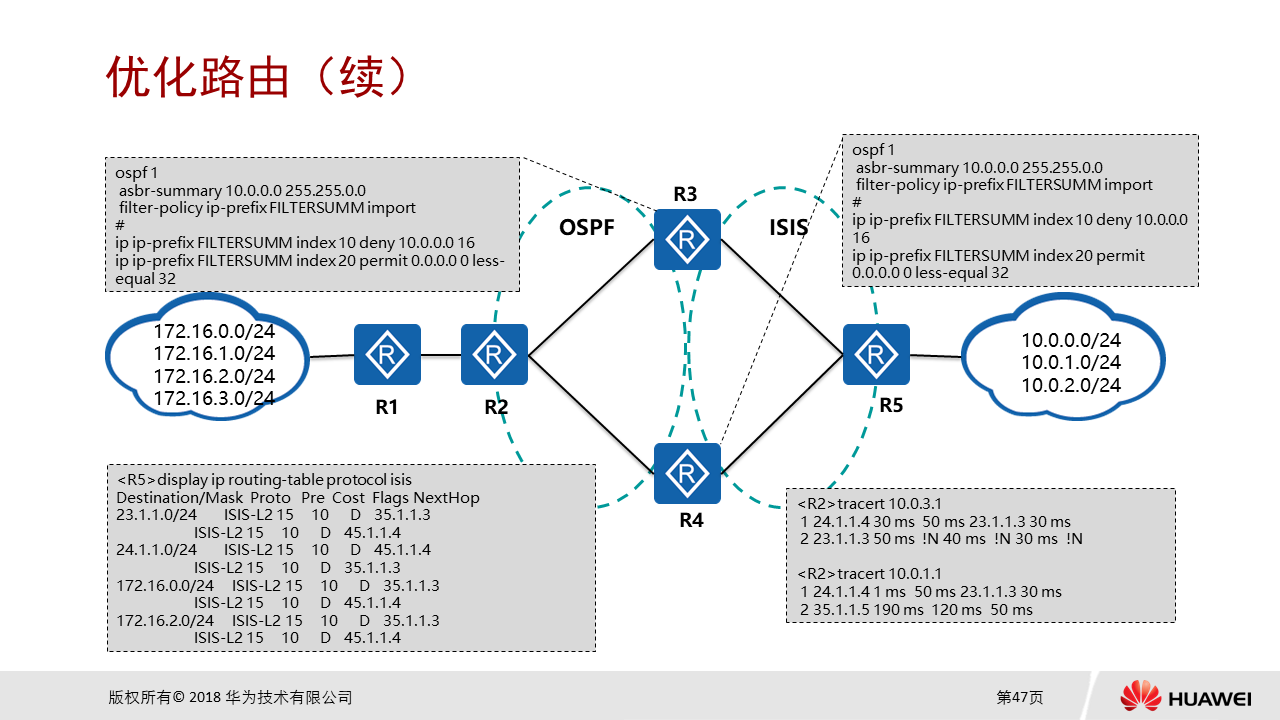 优化路由（续）
ospf 1
asbr-summary 10.0.0.0 255.255.0.0
filter-policy ip-prefix FILTERSUMM import
#
ip ip-prefix FILTERSUMM index 10 deny 10.0.0.0 16
ip ip-prefix FILTERSUMM index 20 permit 0.0.0.0 0 less-
equal 32
ospf 1
asbr-summary 10.0.0.0 255.255.0.0
filter-policy ip-prefix FILTERSUMM import
#
ip ip-prefix FILTERSUMM index 10 deny 10.0.0.0
16
ip ip-prefix FILTERSUMM index 20 permit
0.0.0.0 0 less-equal 32
R3
OSPF
ISIS
172.16.0.0/24
172.16.1.0/24
172.16.2.0/24
172.16.3.0/24
R1
R2
R5
10.0.0.0/24
10.0.1.0/24
10.0.2.0/24
R4
<R5>display ip routing-table protocol isis
Destination/Mask Proto Pre Cost Flags NextHop
23.1.1.0/24 ISIS-L2 15 10 D 35.1.1.3
ISIS-L2 15 10 D 45.1.1.4
24.1.1.0/24 ISIS-L2 15 10 D 45.1.1.4
ISIS-L2 15 10 D 35.1.1.3
172.16.0.0/24 ISIS-L2 15 10 D 35.1.1.3
ISIS-L2 15 10 D 45.1.1.4
172.16.2.0/24 ISIS-L2 15 10 D 35.1.1.3
ISIS-L2 15 10 D 45.1.1.4
<R2>tracert 10.0.3.1
1 24.1.1.4 30 ms 50 ms 23.1.1.3 30 ms
2 23.1.1.3 50 ms !N 40 ms !N 30 ms !N
<R2>tracert 10.0.1.1
1 24.1.1.4 1 ms 50 ms 23.1.1.3 30 ms
2 35.1.1.5 190 ms 120 ms 50 ms
版权所有© 2018 华为技术有限公司
第47页
HUAWEI